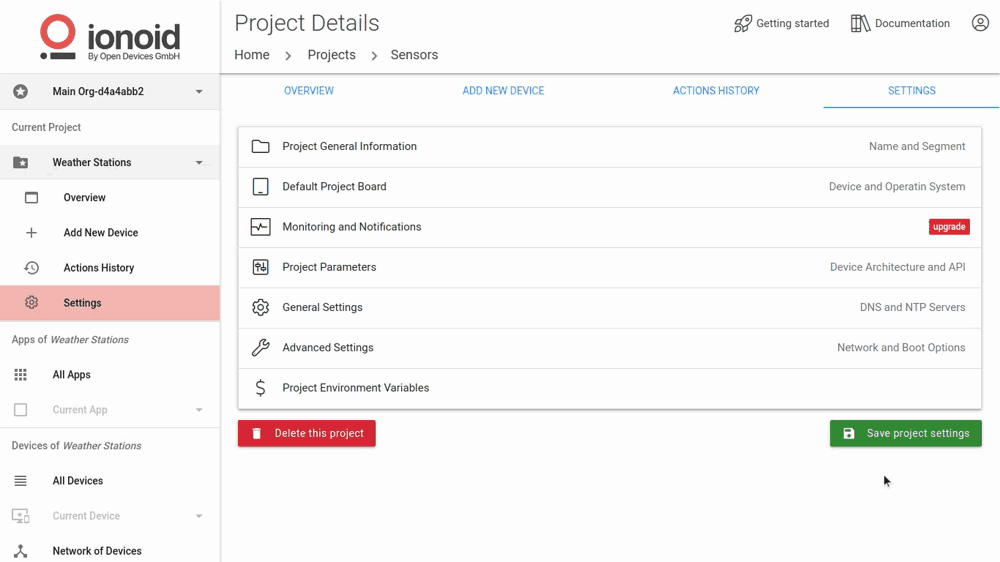 ionoid
By Open Devices GmbH
Main Org-d4a4abb2
Current Project
Weather Stations
Overview
Add New Device
Actions History
Settings
Apps of Weather Stations
All Apps
Current App
Devices of Weather Stations
All Devices
Current Device
Network of Devices
Project Details
Getting started
Documentation
Home > Projects > Sensors
OVERVIEW
ADD NEW DEVICE
ACTIONS HISTORY
SETTINGS
Project General Information
Name and Segment
Default Project Board
Device and Operatin System
Monitoring and Notifications
upgrade
Project Parameters
Device Architecture and API
General Settings
DNS and NTP Servers
Advanced Settings
Network and Boot Options
$ Project Environment Variables
Delete this project
Save project settings